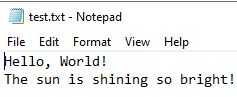 test.txt - Notepad
File Edit Format View Help
Hello, World!
The sun is shining so bright!